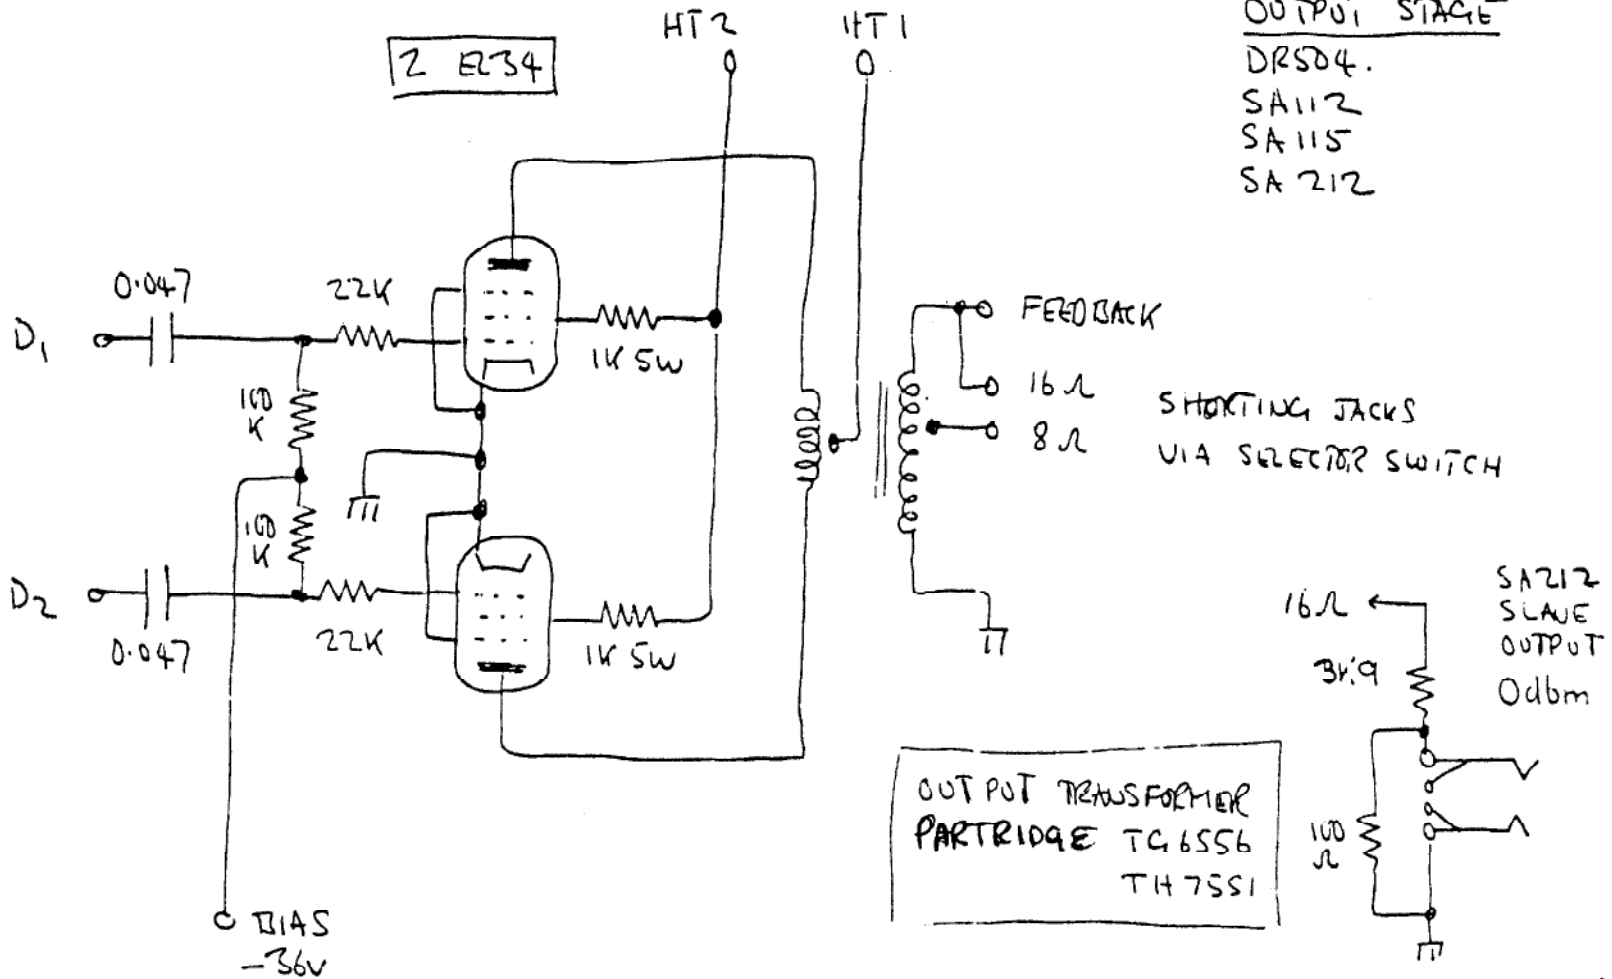 HT2
HT1
OUTPUT STAGE
DR504.
SA112
SA115
SA 212
2 EL34
0.047
22K
D1
1K 5W
100
K
100
K
D2
0.047
22K
1K 5W
FEEDBACK
16Ω
8Ω
SHORTING JACKS
VIA SELECTOR SWITCH
16Ω
SA212
SLAVE
OUTPUT
0dbm
3K9
100
Ω
OUTPUT TRANSFORMER
PARTRIDGE TG6556
TH7551
BIAS
-36V